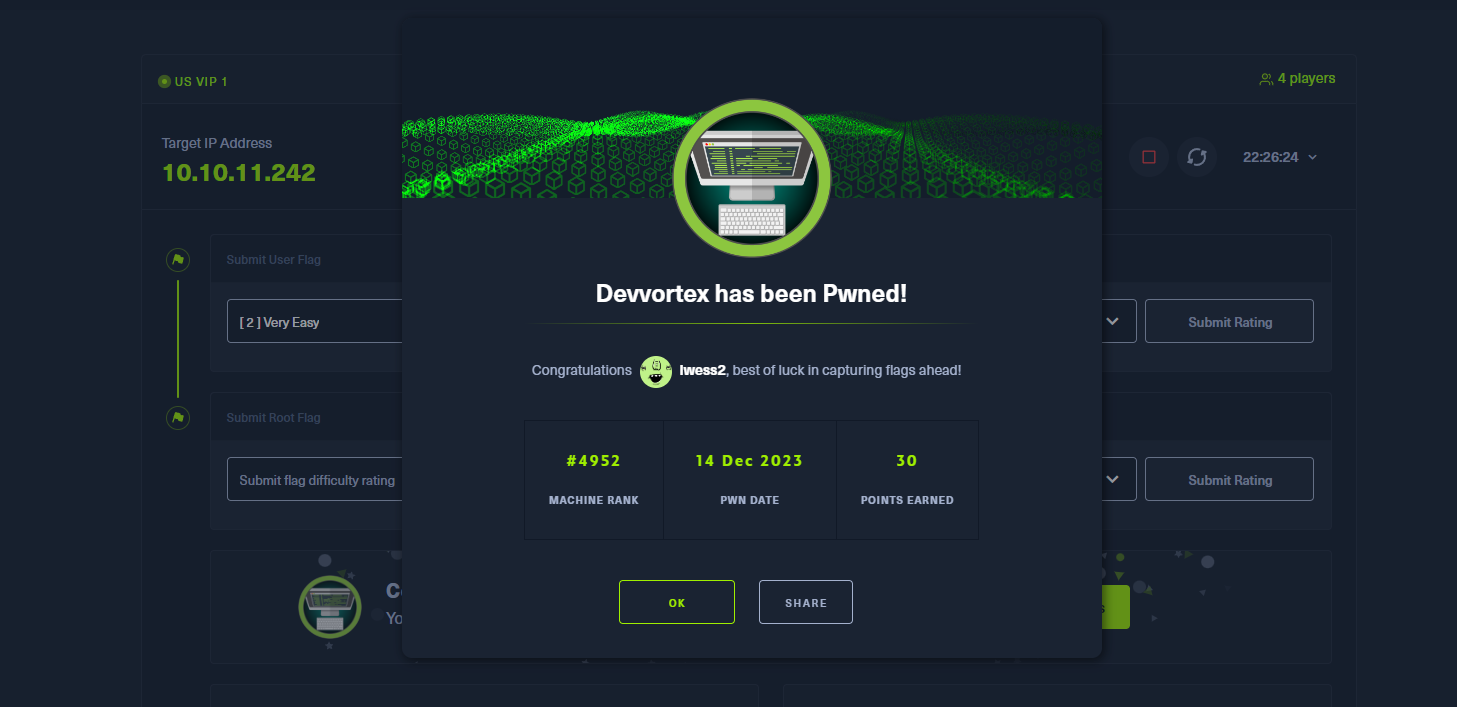 US VIP 1
4 players
Target IP Address
10.10.11.242
22:26:24
Devvortex has been Pwned!
Submit User Flag
[ 2 ] Very Easy
Submit Rating
Congratulations lwess2, best of luck in capturing flags ahead!
Submit Root Flag
Submit flag difficulty rating
Submit Rating
#4952 14 Dec 2023 30
MACHINE RANK PWN DATE POINTS EARNED
OK SHARE